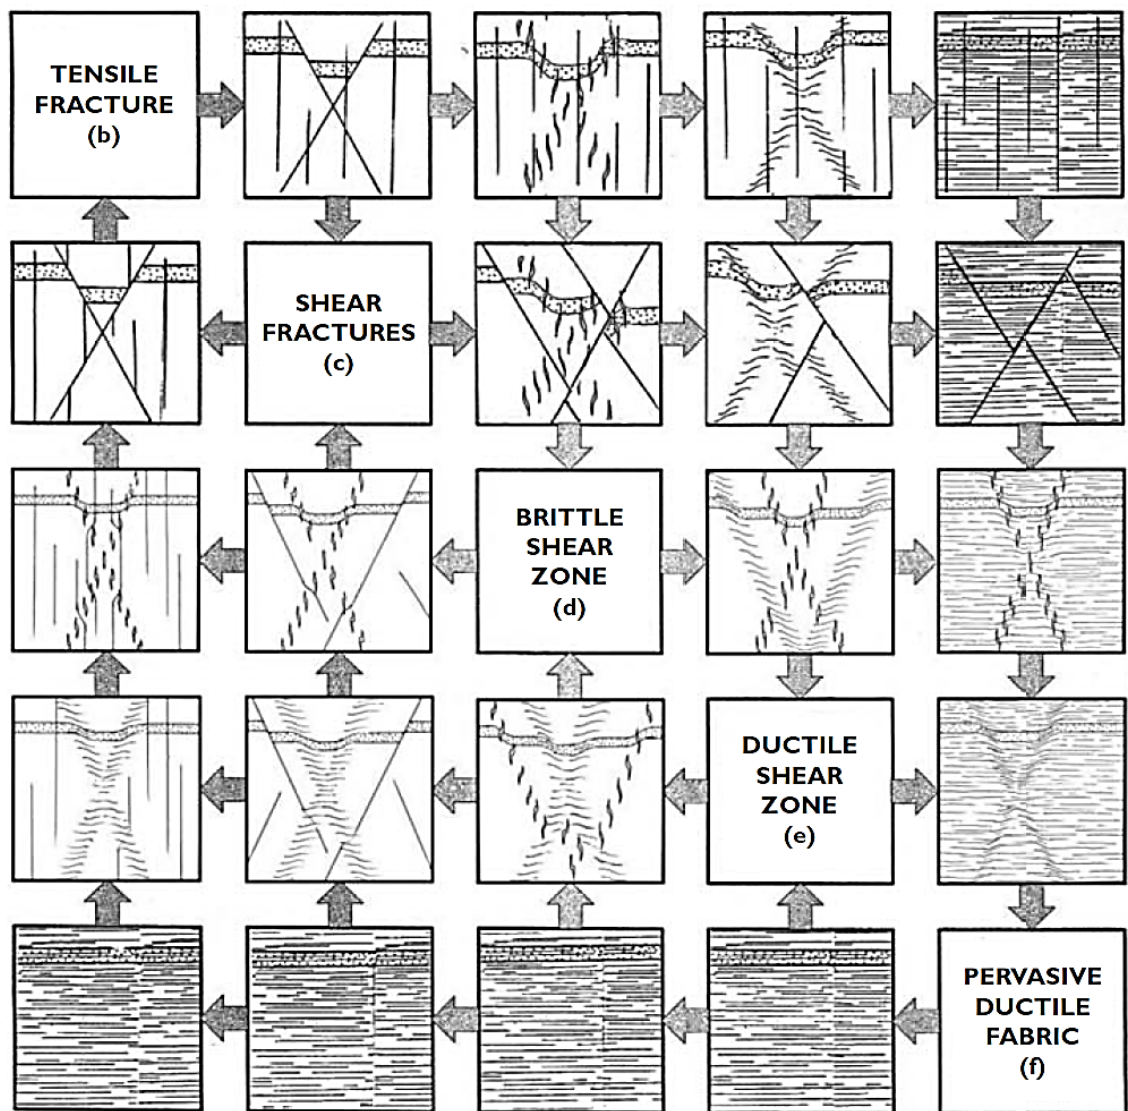 TENSILE
FRACTURE
(b)
SHEAR
FRACTURES
(c)
BRITTLE
SHEAR
ZONE
(d)
DUCTILE
SHEAR
ZONE
(e)
PERVASIVE
DUCTILE
FABRIC
(f)